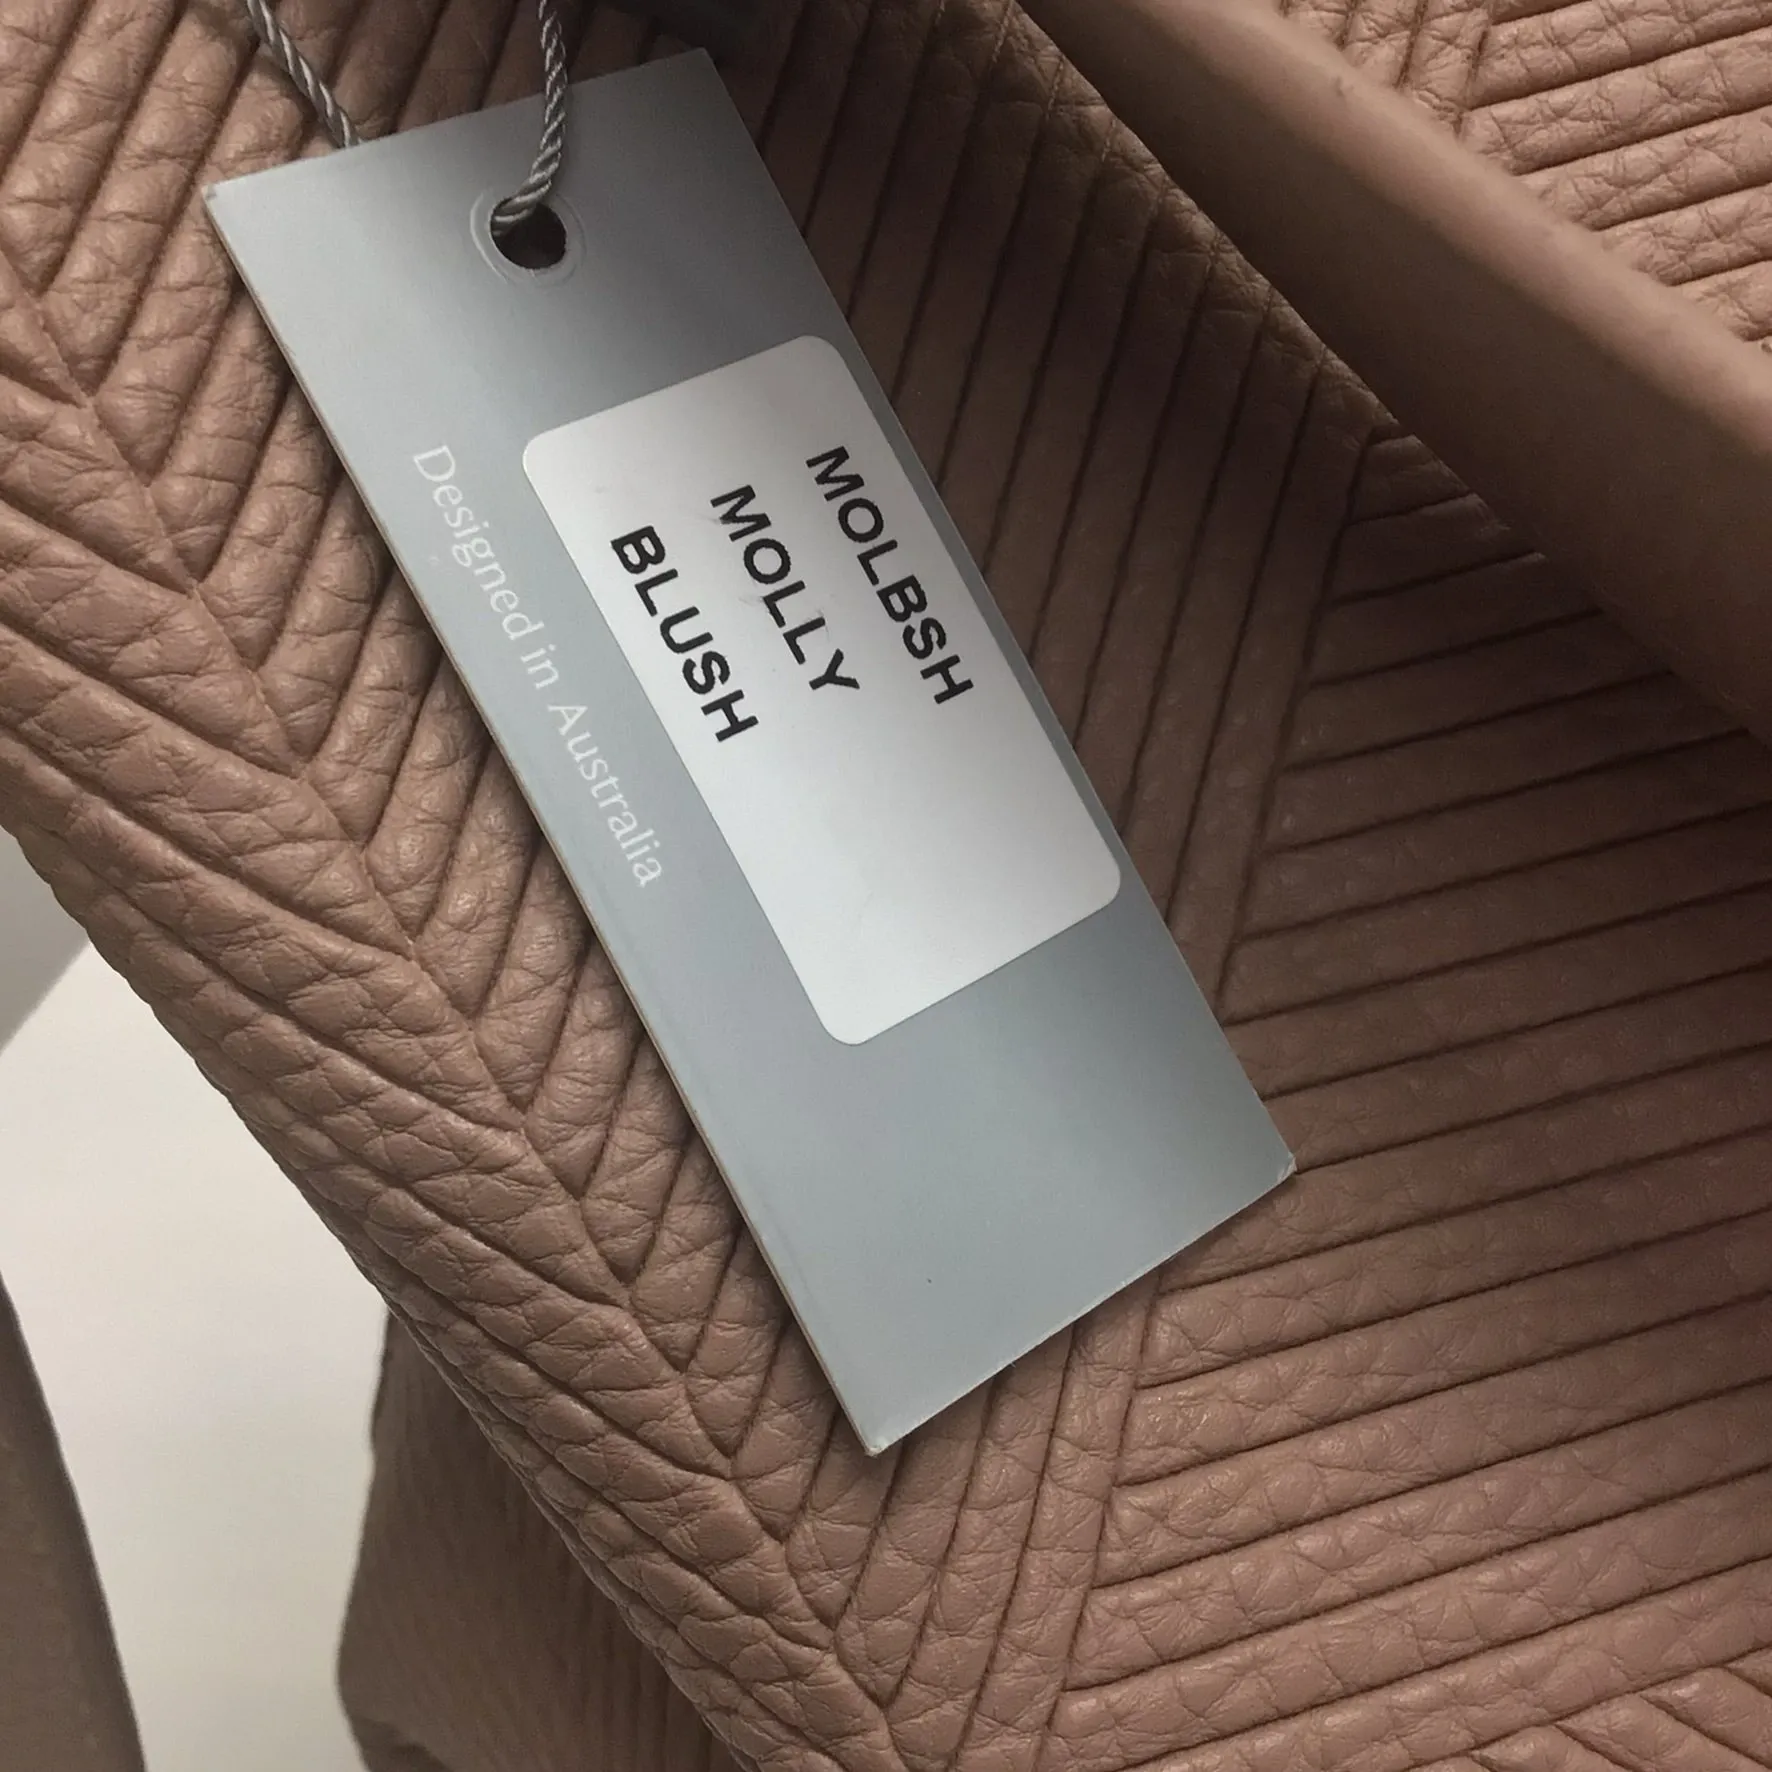 MOLBSH
MOLLY
BLUSH
Designed in Australia